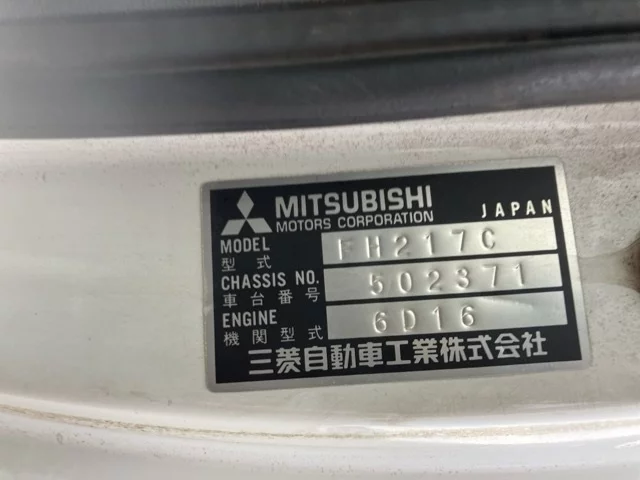 MITSUBISHI
MOTORS CORPORATION JAPAN
MODEL FH217C
型式
CHASSIS NO. 502371
車台番号
ENGINE 6D16
機関型式
三菱自動車工業株式会社